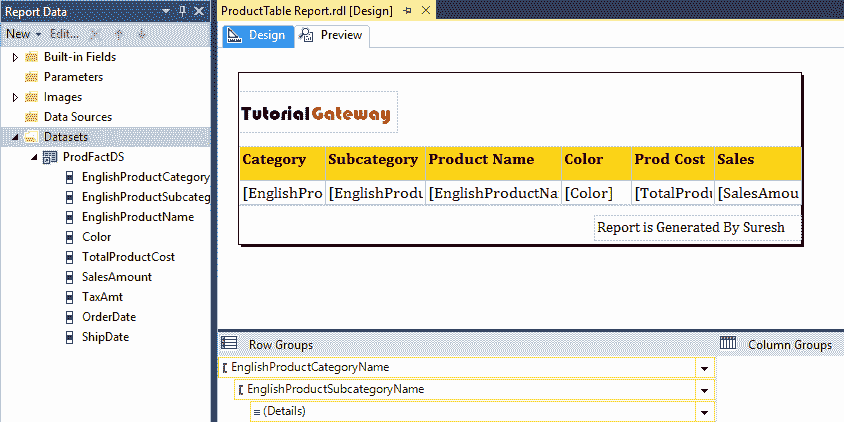 Report Data
New Edit...
Built-in Fields
Parameters
Images
Data Sources
Datasets
ProdFactDS
EnglishProductCategory
EnglishProductSubcateg
EnglishProductName
Color
TotalProductCost
SalesAmount
TaxAmt
OrderDate
ShipDate
ProductTable Report.rdl [Design]
Design Preview
TutorialGateway
Category Subcategory Product Name Color Prod Cost Sales
[EnglishPro [EnglishProdu [EnglishProductNa [Color] [TotalProdu [SalesAmou
Report is Generated By Suresh
Row Groups Column Groups
EnglishProductCategoryName
EnglishProductSubcategoryName
(Details)